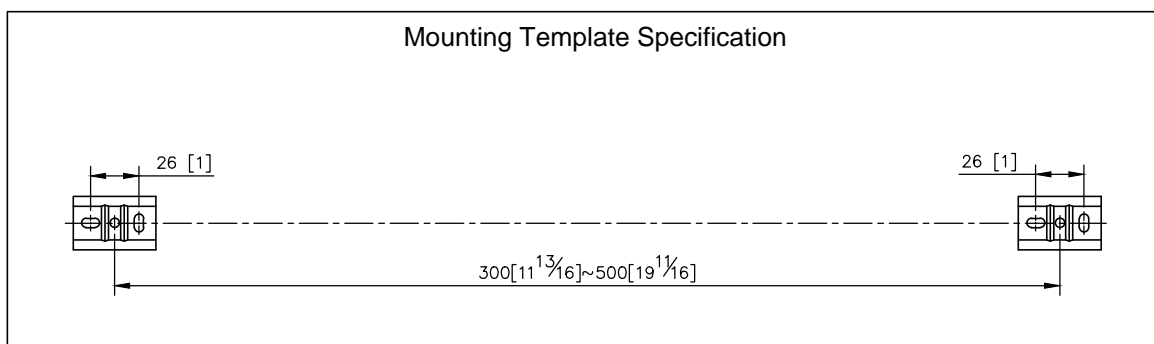 Mounting Template Specification
26 [1]
26 [1]
300[11 13/16]~500[19 11/16]